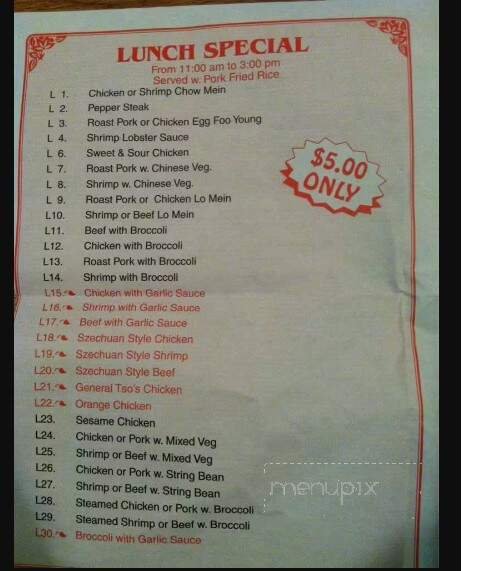 LUNCH SPECIAL
From 11:00 am to 3:00 pm
Served w. Pork Fried Rice
L 1. Chicken or Shrimp Chow Mein
L 2. Pepper Steak
L 3. Roast Pork or Chicken Egg Foo Young
L 4. Shrimp Lobster Sauce
L 6. Sweet & Sour Chicken
L 7. Roast Pork w. Chinese Veg.
L 8. Shrimp w. Chinese Veg.
L 9. Roast Pork or Chicken Lo Mein
L10. Shrimp or Beef Lo Mein
L11. Beef with Broccoli
L12. Chicken with Broccoli
L13. Roast Pork with Broccoli
L14. Shrimp with Broccoli
L15. Chicken with Garlic Sauce
L16. Shrimp with Garlic Sauce
L17. Beef with Garlic Sauce
L18. Szechuan Style Chicken
L19. Szechuan Style Shrimp
L20. Szechuan Style Beef
L21. General Tso's Chicken
L22. Orange Chicken
L23. Sesame Chicken
L24. Chicken or Pork w. Mixed Veg
L25. Shrimp or Beef w. Mixed Veg
L26. Chicken or Pork w. String Bean
L27. Shrimp or Beef w. String Bean
L28. Steamed Chicken or Pork w. Broccoli
L29. Steamed Shrimp or Beef w. Broccoli
L30. Broccoli with Garlic Sauce
$5.00
ONLY
menupix